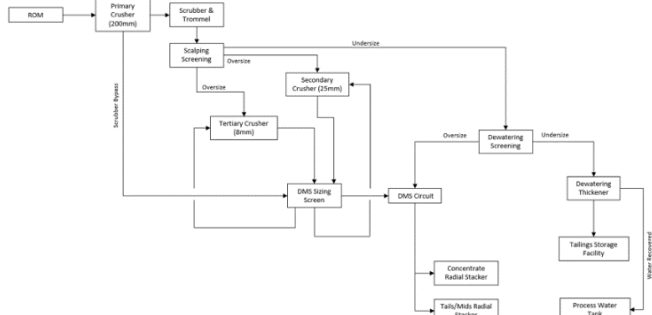 ROM
Primary
Crusher
(200mm)
Scrubber &
Trommel
Scalping
Screening
Undersize
Oversize
Secondary
Crusher (25mm)
Oversize
Tertiary Crusher
(8mm)
Scrubber Bypass
Oversize
Dewatering
Screening
Undersize
DMS Sizing
Screen
DMS Circuit
Dewatering
Thickener
Tailings Storage
Facility
Water Recovered
Concentrate
Radial Stacker
Tails/Mids Radial
Stacker
Process Water
Tank